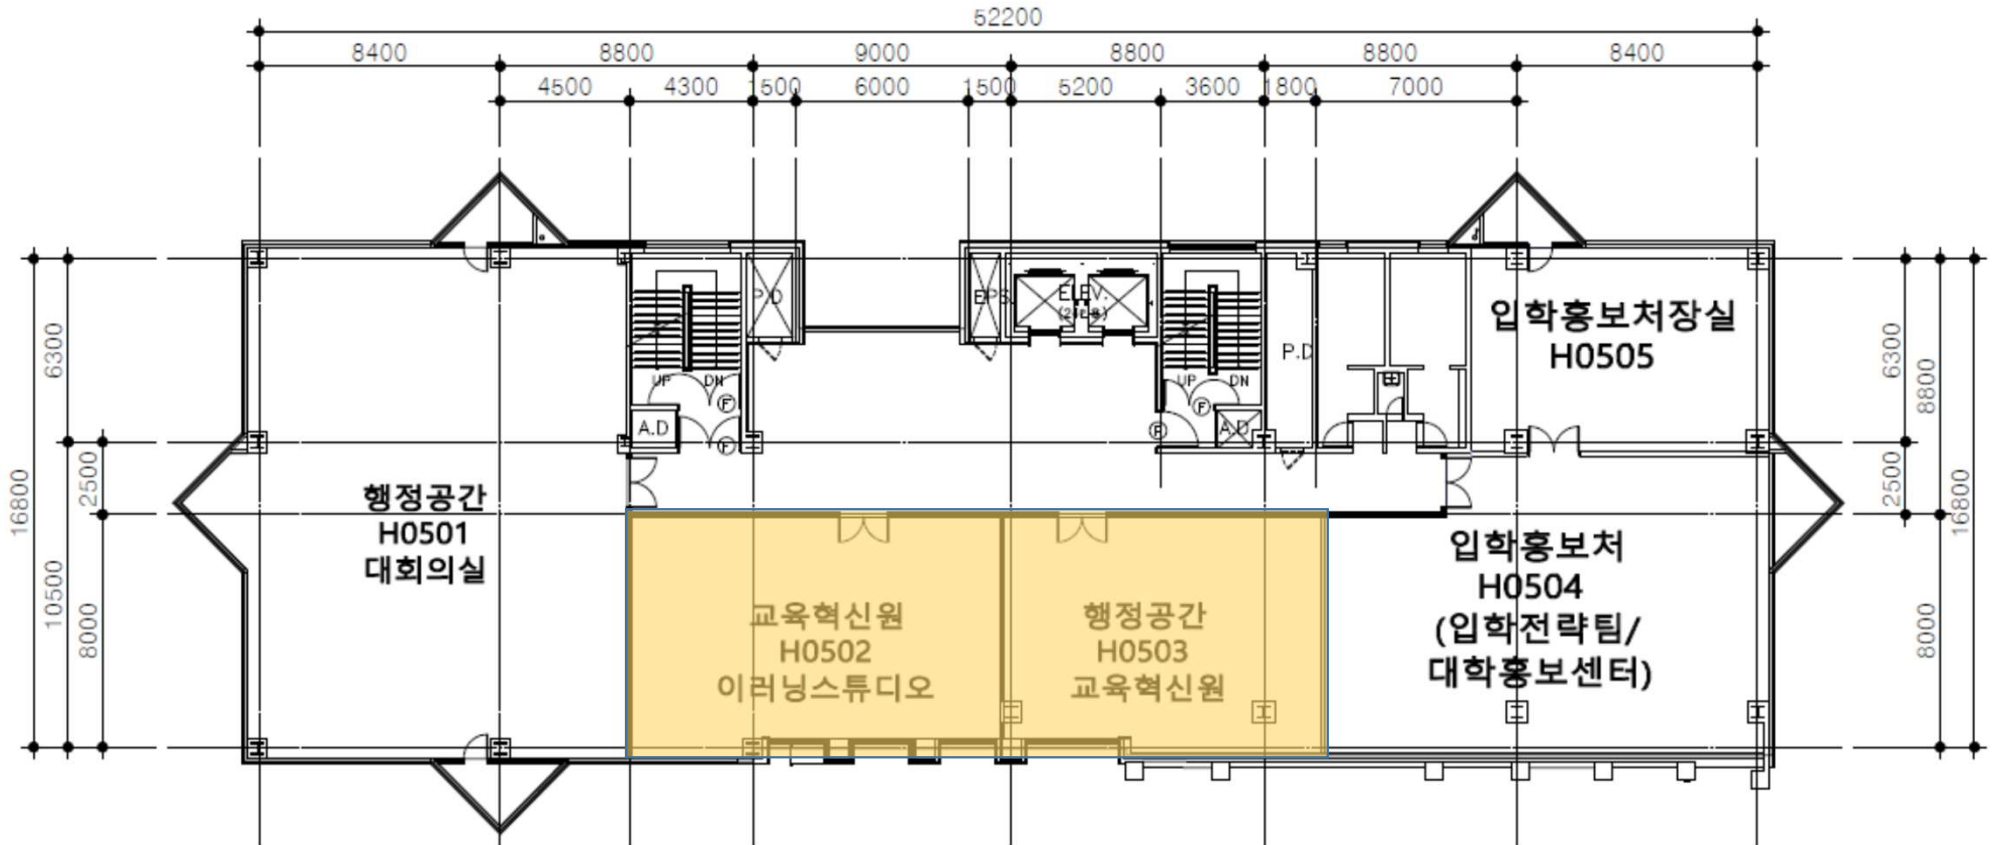 52200
8400 8800 9000 8800 8800 8400
4500 4300 1500 6000 1500 5200 3600 1800 7000
P.D
EPS
ELEV.
P.D
UP DN
UP DN
A.D
A.D
F
F
F
입학홍보처장실
H0505
6300
2500
16800
10500
8000
6300
8800
2500
16800
8000
행정공간
H0501
대회의실
교육혁신원
H0502
이러닝스튜디오
행정공간
H0503
교육혁신원
입학홍보처
H0504
(입학전략팀/
대학홍보센터)